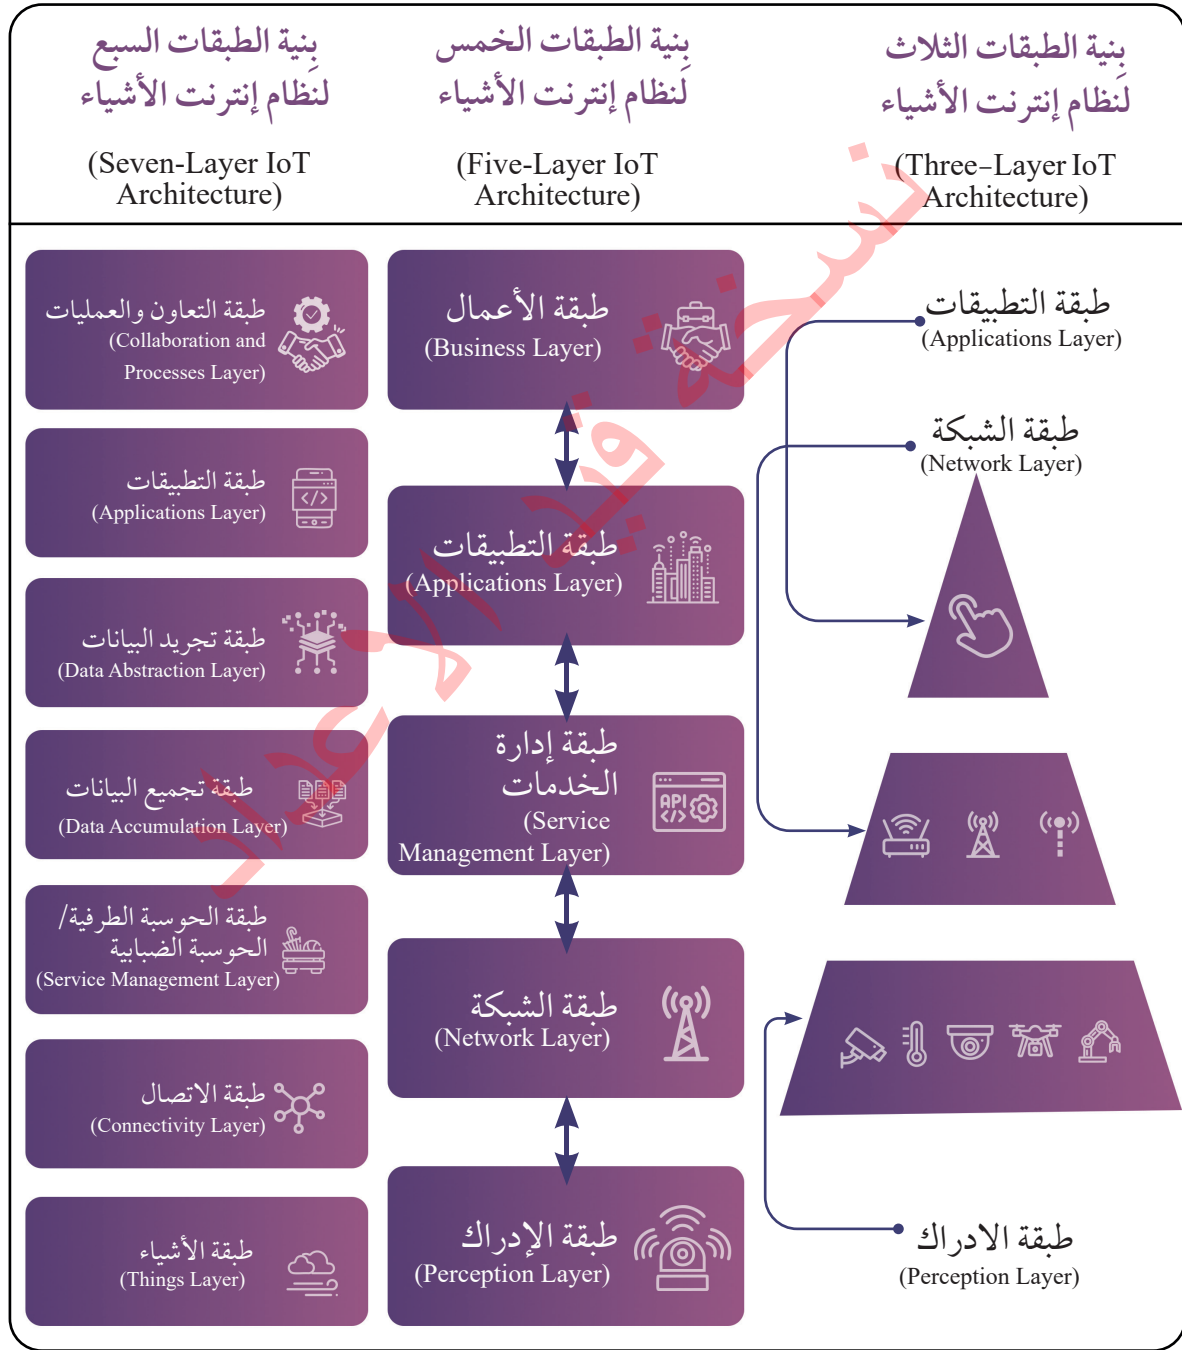 بِنية الطبقات الثلاث
لنظام إنترنت الأشياء
(Three-Layer IoT
Architecture)
بِنية الطبقات الخمس
لنظام إنترنت الأشياء
(Five-Layer IoT
Architecture)
بِنية الطبقات السبع
لنظام إنترنت الأشياء
(Seven-Layer IoT
Architecture)
طبقة التطبيقات
(Applications Layer)
طبقة الشبكة
(Network Layer)
طبقة الادراك
(Perception Layer)
طبقة الأعمال
(Business Layer)
طبقة التطبيقات
(Applications Layer)
طبقة إدارة
الخدمات
(Service
Management Layer)
API
</>
طبقة الشبكة
(Network Layer)
طبقة الإدراك
(Perception Layer)
طبقة التعاون والعمليات
(Collaboration and
Processes Layer)
طبقة التطبيقات
(Applications Layer)
</>
طبقة تجريد البيانات
(Data Abstraction Layer)
طبقة تجميع البيانات
(Data Accumulation Layer)
طبقة الحوسبة الطرفية/
الحوسبة الضبابية
(Service Management Layer)
طبقة الاتصال
(Connectivity Layer)
طبقة الأشياء
(Things Layer)
نسخة قيد الاعداد